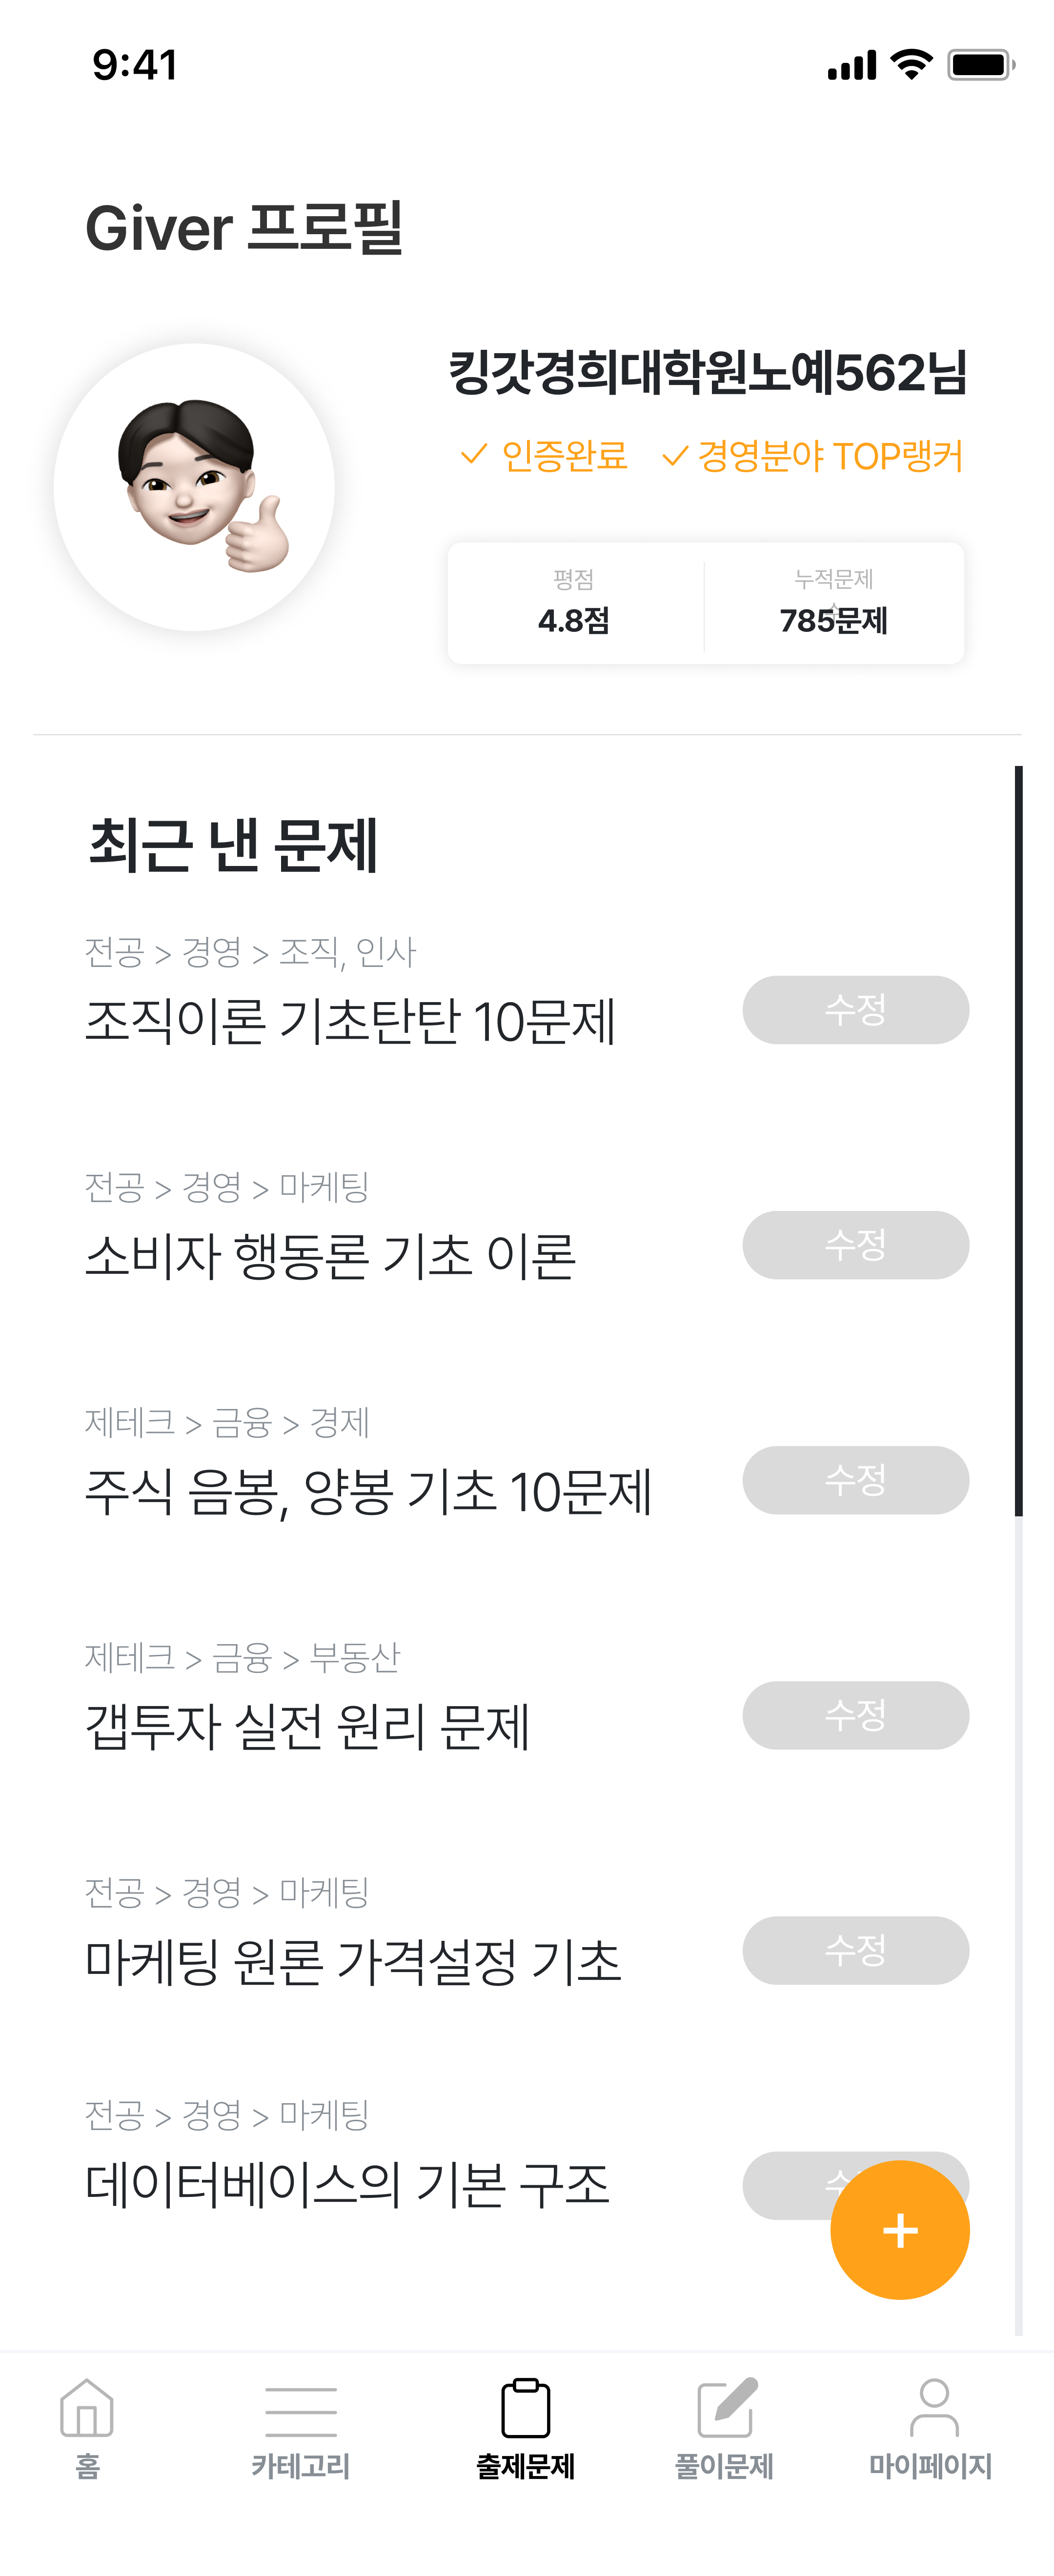 9:41
Giver 프로필
킹갓경희대학원노예562님
인증완료 경영분야 TOP랭커
평점 누적문제
4.8점 785문제
최근 낸 문제
전공 > 경영 > 조직, 인사
조직이론 기초탄탄 10문제
수정
전공 > 경영 > 마케팅
소비자 행동론 기초 이론
수정
제테크 > 금융 > 경제
주식 음봉, 양봉 기초 10문제
수정
제테크 > 금융 > 부동산
갭투자 실전 원리 문제
수정
전공 > 경영 > 마케팅
마케팅 원론 가격설정 기초
수정
전공 > 경영 > 마케팅
데이터베이스의 기본 구조
+
홈 카테고리 출제문제 풀이문제 마이페이지